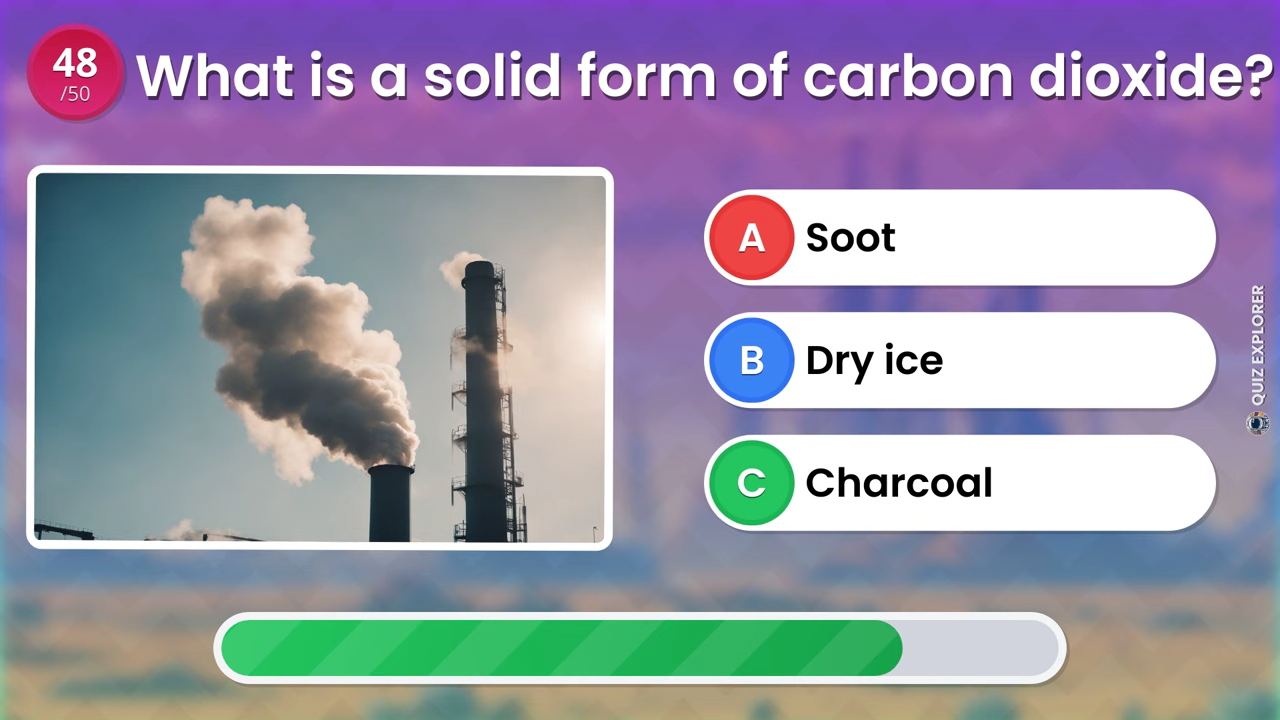 48
/50
What is a solid form of carbon dioxide?
A Soot
B Dry ice
C Charcoal
QUIZ EXPLORER